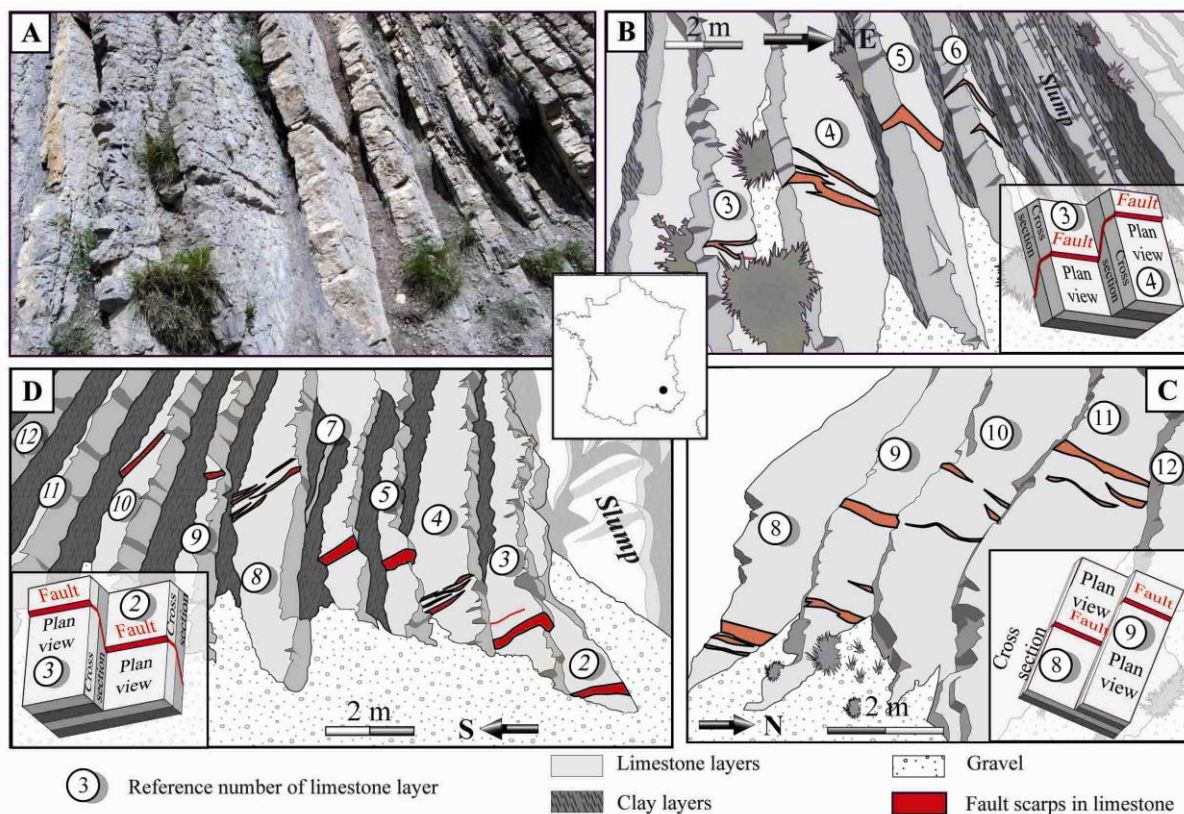 A
B
2 m
NE
5
6
Slump
4
3
3
Cross
section
Fault
Plan
view
Cross
section
Fault
Plan
view
4
D
12
11
10
9
8
7
5
4
3
2
Slump
Fault
Plan
view
3
Cross
section
2
Fault
Plan
view
Cross
section
2 m
S
C
8
9
10
11
12
N
2 m
Cross
section
Plan
view
Fault
8
Fault
9
Plan
view
3 Reference number of limestone layer
Limestone layers
Clay layers
Gravel
Fault scarps in limestone